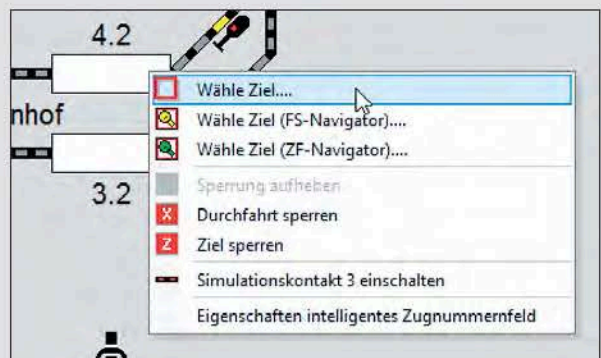 4.2
nhof
3.2
Wähle Ziel....
Wähle Ziel (FS-Navigator)....
Wähle Ziel (ZF-Navigator)....
Sperrung aufheben
X Durchfahrt sperren
Z Ziel sperren
Simulationskontakt 3 einschalten
Eigenschaften intelligentes Zugnummernfeld